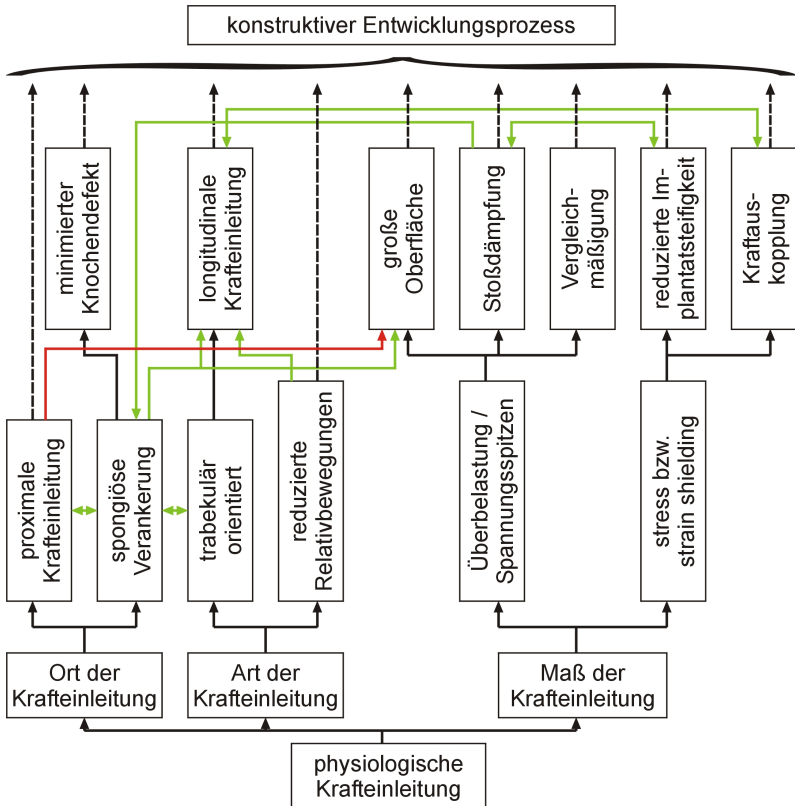 konstruktiver Entwicklungsprozess
minimierter
Knochendefekt
longitudinale
Krafteinleitung
große
Oberfläche
Stoßdämpfung
Vergleich-
mäßigung
reduzierte Im-
plantatsteifigkeit
Kraftaus-
kopplung
proximale
Krafteinleitung
spongiöse
Verankerung
trabekulär
orientiert
reduzierte
Relativbewegungen
Überbelastung /
Spannungsspitzen
stress bzw.
strain shielding
Ort der
Krafteinleitung
Art der
Krafteinleitung
Maß der
Krafteinleitung
physiologische
Krafteinleitung